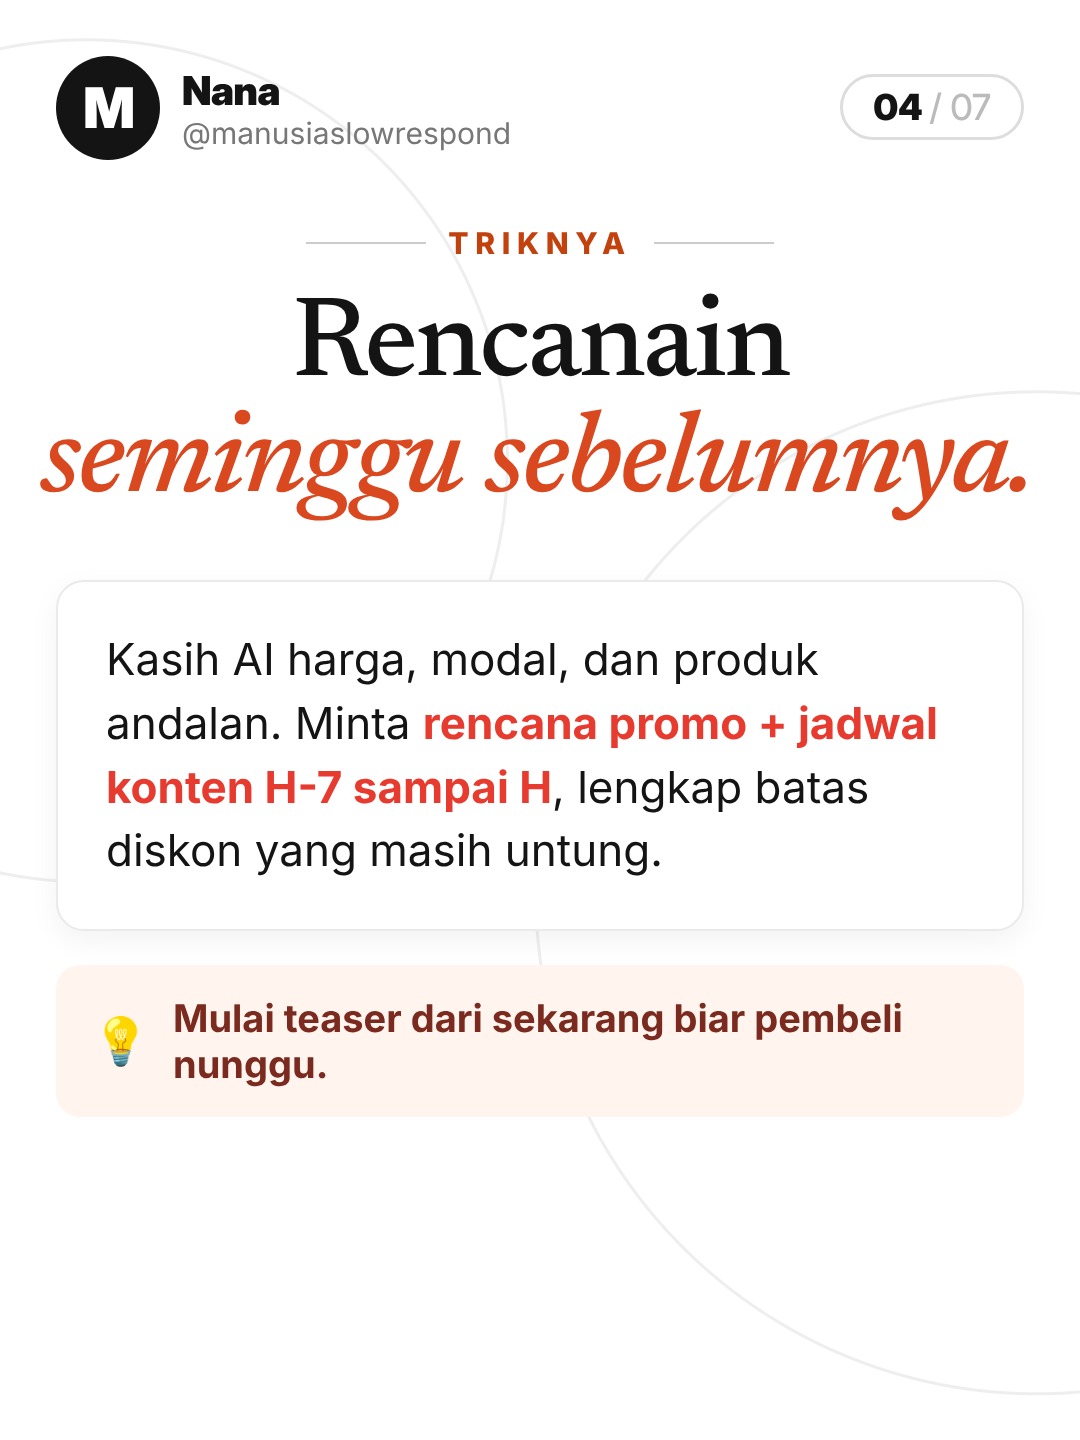 M
Nana
@manusiaslowrespond
04 / 07
TRIKNYA
Rencanain
seminggu sebelumnya.
Kasih AI harga, modal, dan produk
andalan. Minta rencana promo + jadwal
konten H-7 sampai H, lengkap batas
diskon yang masih untung.
💡 Mulai teaser dari sekarang biar pembeli
nunggu.